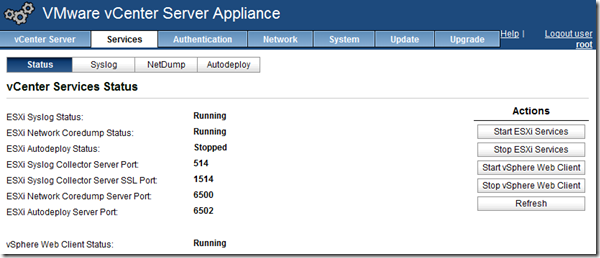 VMware vCenter Server Appliance
vCenter Server Services Authentication Network System Update Upgrade Help | Logout user root
Status Syslog NetDump Autodeploy
vCenter Services Status
ESXi Syslog Status: Running
ESXi Network Coredump Status: Running
ESXi Autodeploy Status: Stopped
ESXi Syslog Collector Server Port: 514
ESXi Syslog Collector Server SSL Port: 1514
ESXi Network Coredump Server Port: 6500
ESXi Autodeploy Server Port: 6502
vSphere Web Client Status: Running
Actions
Start ESXi Services
Stop ESXi Services
Start vSphere Web Client
Stop vSphere Web Client
Refresh